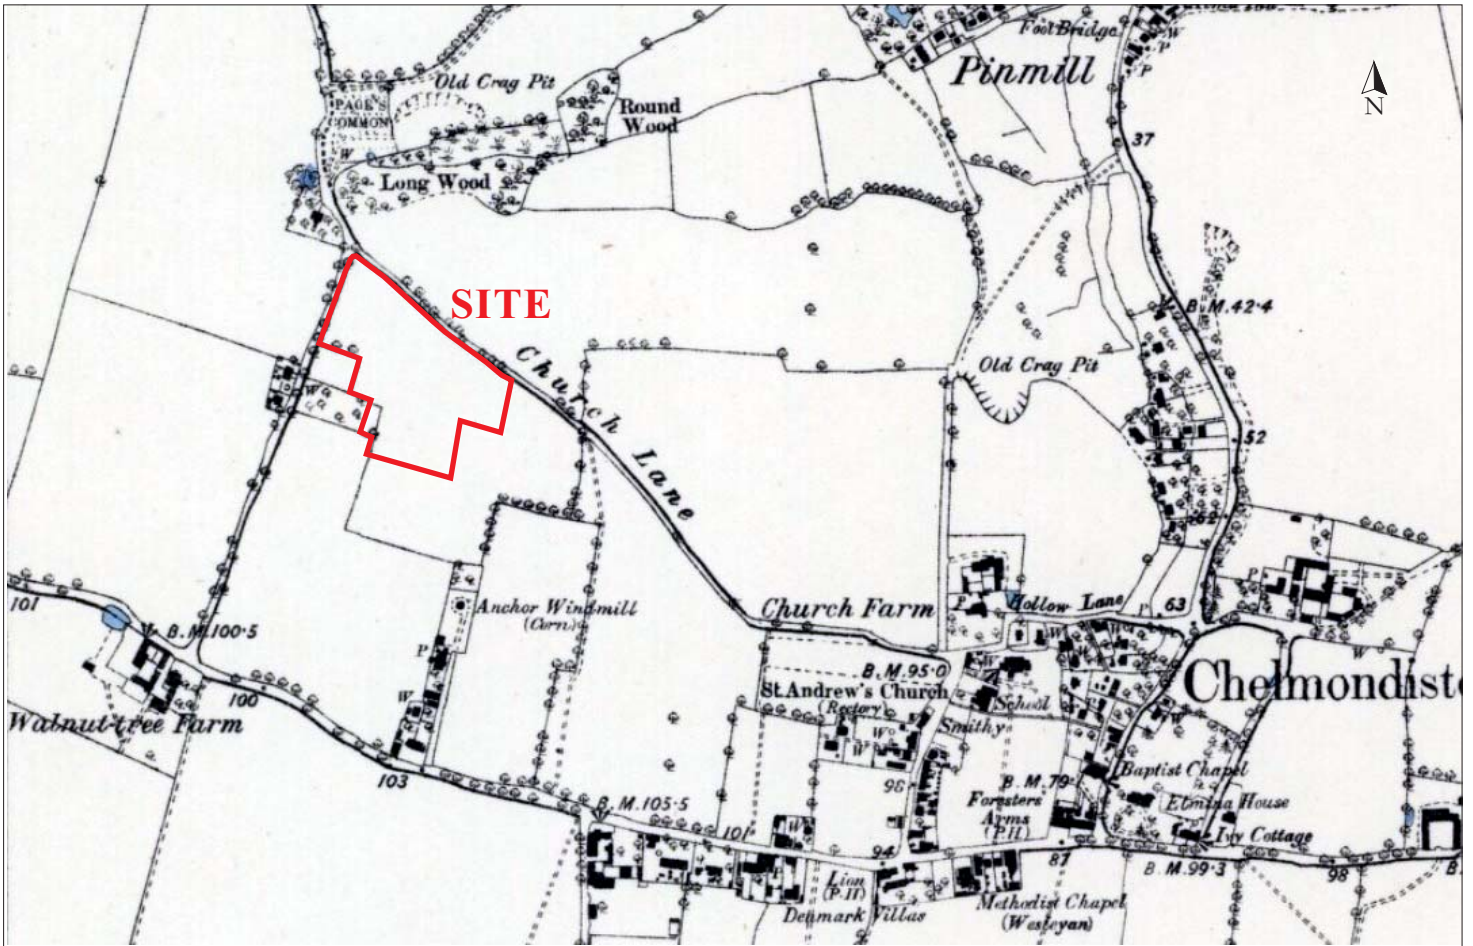 Foot Bridge
W
P
P
Pinmill
N
Old Crag Pit
PAGE'S
COMMON
Round
Wood
W
Long Wood
37
SITE
B.M. 42·4
Church Lane
Old Crag Pit
W
52
Anchor Windmill
(Corn)
Church Farm
P
Hollow Lane
P
63
P
101
B.M. 100·5
P
W
W
W
W
B.M. 95·0
St. Andrew's Church
(Rectory)
School
Chelmondisto
Walnut-tree Farm
100
W
W
W
Smithy
103
98
B.M. 79·
Baptist Chapel
Foresters
Arms
(P.H)
Elmina House
Ivy Cottage
B.M. 105·5
101
W
P
94
87
B.M. 99·3
98
B.
Lion
(P.H)
Denmark Villas
Methodist Chapel
(Wesleyan)